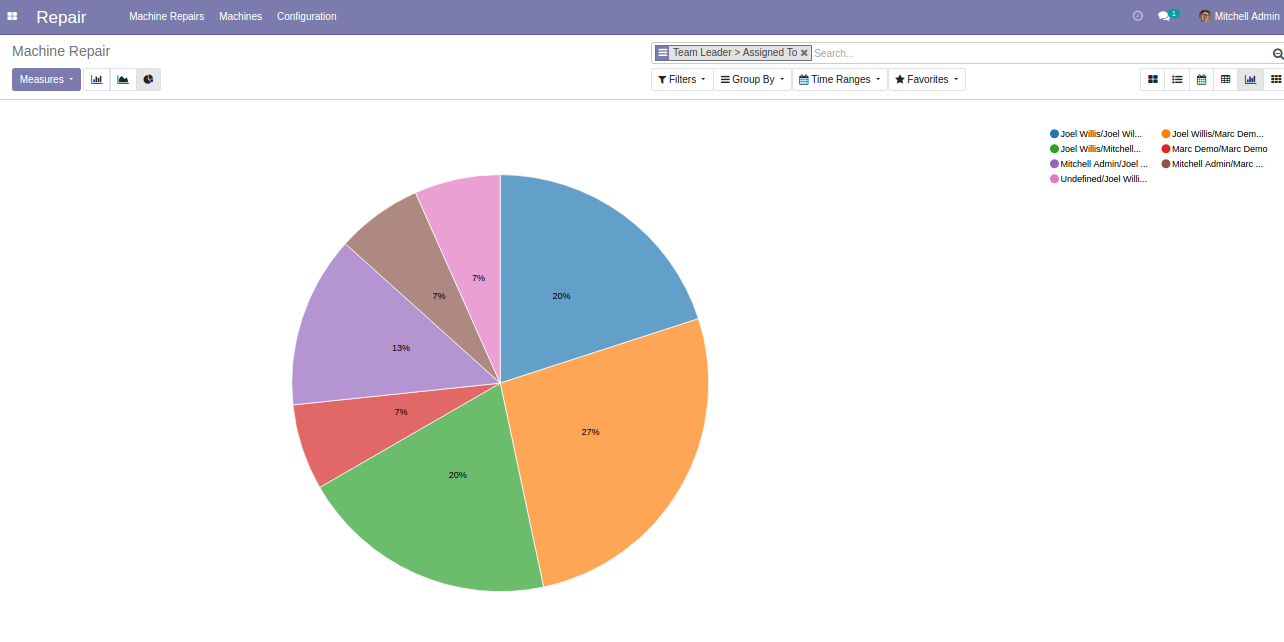 Repair Machine Repairs Machines Configuration 1 Mitchell Admin
Machine Repair
Team Leader > Assigned To Search...
Measures Filters Group By Time Ranges Favorites
Joel Willis/Joel Wil... Joel Willis/Marc Dem...
Joel Willis/Mitchell... Marc Demo/Marc Demo
Mitchell Admin/Joel ... Mitchell Admin/Marc ...
Undefined/Joel Willi...
7%
20%
7%
13%
7%
27%
20%